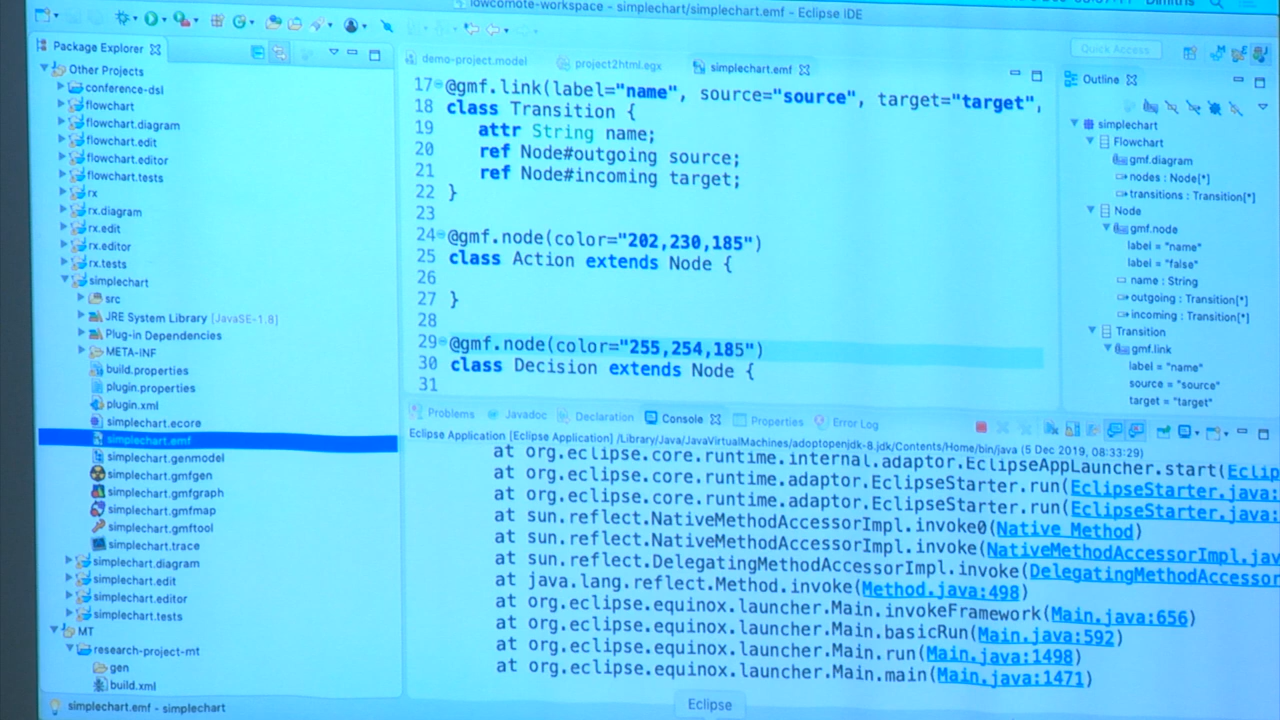 lowcomote-workspace - simplechart/simplechart.emf - Eclipse IDE
Quick Access
Package Explorer
Other Projects
conference-dsl
flowchart
flowchart.diagram
flowchart.edit
flowchart.editor
flowchart.tests
rx
rx.diagram
rx.edit
rx.editor
rx.tests
simplechart
src
JRE System Library [JavaSE-1.8]
Plug-in Dependencies
META-INF
build.properties
plugin.properties
plugin.xml
simplechart.ecore
simplechart.emf
simplechart.genmodel
simplechart.gmfgen
simplechart.gmfgraph
simplechart.gmfmap
simplechart.gmftool
simplechart.trace
simplechart.diagram
simplechart.edit
simplechart.editor
simplechart.tests
MT
research-project-mt
gen
build.xml
simplechart.emf - simplechart
demo-project.model project2html.egx simplechart.emf
17 @gmf.link(label="name", source="source", target="target",
18 class Transition {
19 attr String name;
20 ref Node#outgoing source;
21 ref Node#incoming target;
22 }
23
24 @gmf.node(color="202,230,185")
25 class Action extends Node {
26
27 }
28
29 @gmf.node(color="255,254,185")
30 class Decision extends Node {
31
Outline
simplechart
Flowchart
gmf.diagram
nodes : Node[*]
transitions : Transition[*]
Node
gmf.node
label = "name"
label = "false"
name : String
outgoing : Transition[*]
incoming : Transition[*]
Transition
gmf.link
label = "name"
source = "source"
target = "target"
Problems Javadoc Declaration Console Properties Error Log
Eclipse Application [Eclipse Application] /Library/Java/JavaVirtualMachines/adoptopenjdk-8.jdk/Contents/Home/bin/java (5 Dec 2019, 08:33:29)
at org.eclipse.core.runtime.internal.adaptor.EclipseAppLauncher.start(Eclip
at org.eclipse.core.runtime.adaptor.EclipseStarter.run(EclipseStarter.java:
at org.eclipse.core.runtime.adaptor.EclipseStarter.run(EclipseStarter.java:
at sun.reflect.NativeMethodAccessorImpl.invoke0(Native Method)
at sun.reflect.NativeMethodAccessorImpl.invoke(NativeMethodAccessorImpl.jav
at sun.reflect.DelegatingMethodAccessorImpl.invoke(DelegatingMethodAccessor
at java.lang.reflect.Method.invoke(Method.java:498)
at org.eclipse.equinox.launcher.Main.invokeFramework(Main.java:656)
at org.eclipse.equinox.launcher.Main.basicRun(Main.java:592)
at org.eclipse.equinox.launcher.Main.run(Main.java:1498)
at org.eclipse.equinox.launcher.Main.main(Main.java:1471)
Eclipse